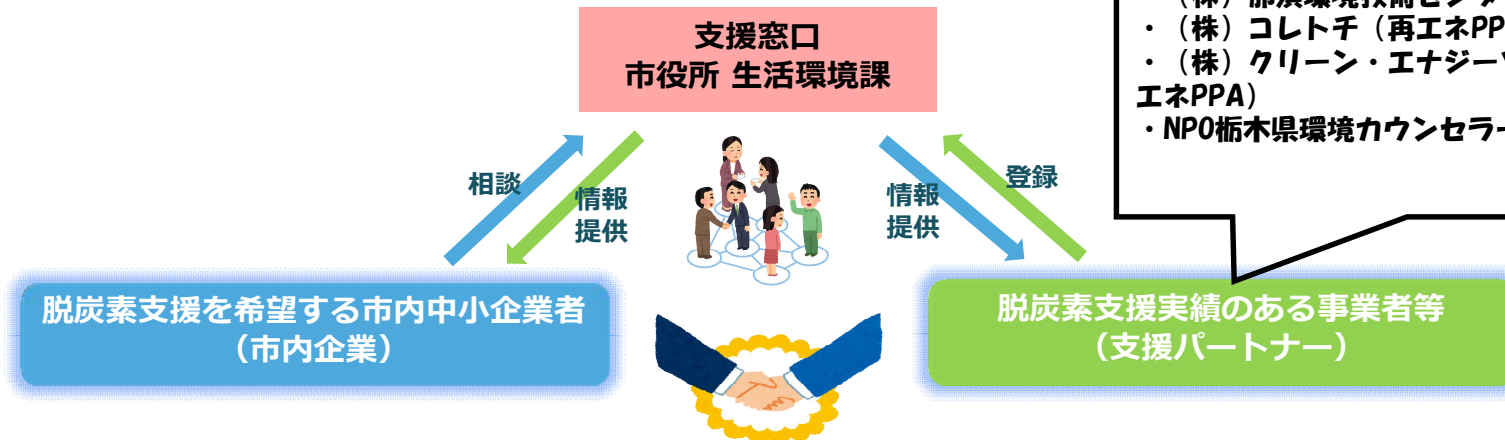 支援窓口
市役所 生活環境課
・（株）コレトチ（再エネPP
・（株）クリーン・エナジー
エネPPA）
・NPO栃木県環境カウンセラー
相談
情報
提供
情報
提供
登録
脱炭素支援を希望する市内中小企業者
（市内企業）
脱炭素支援実績のある事業者等
（支援パートナー）